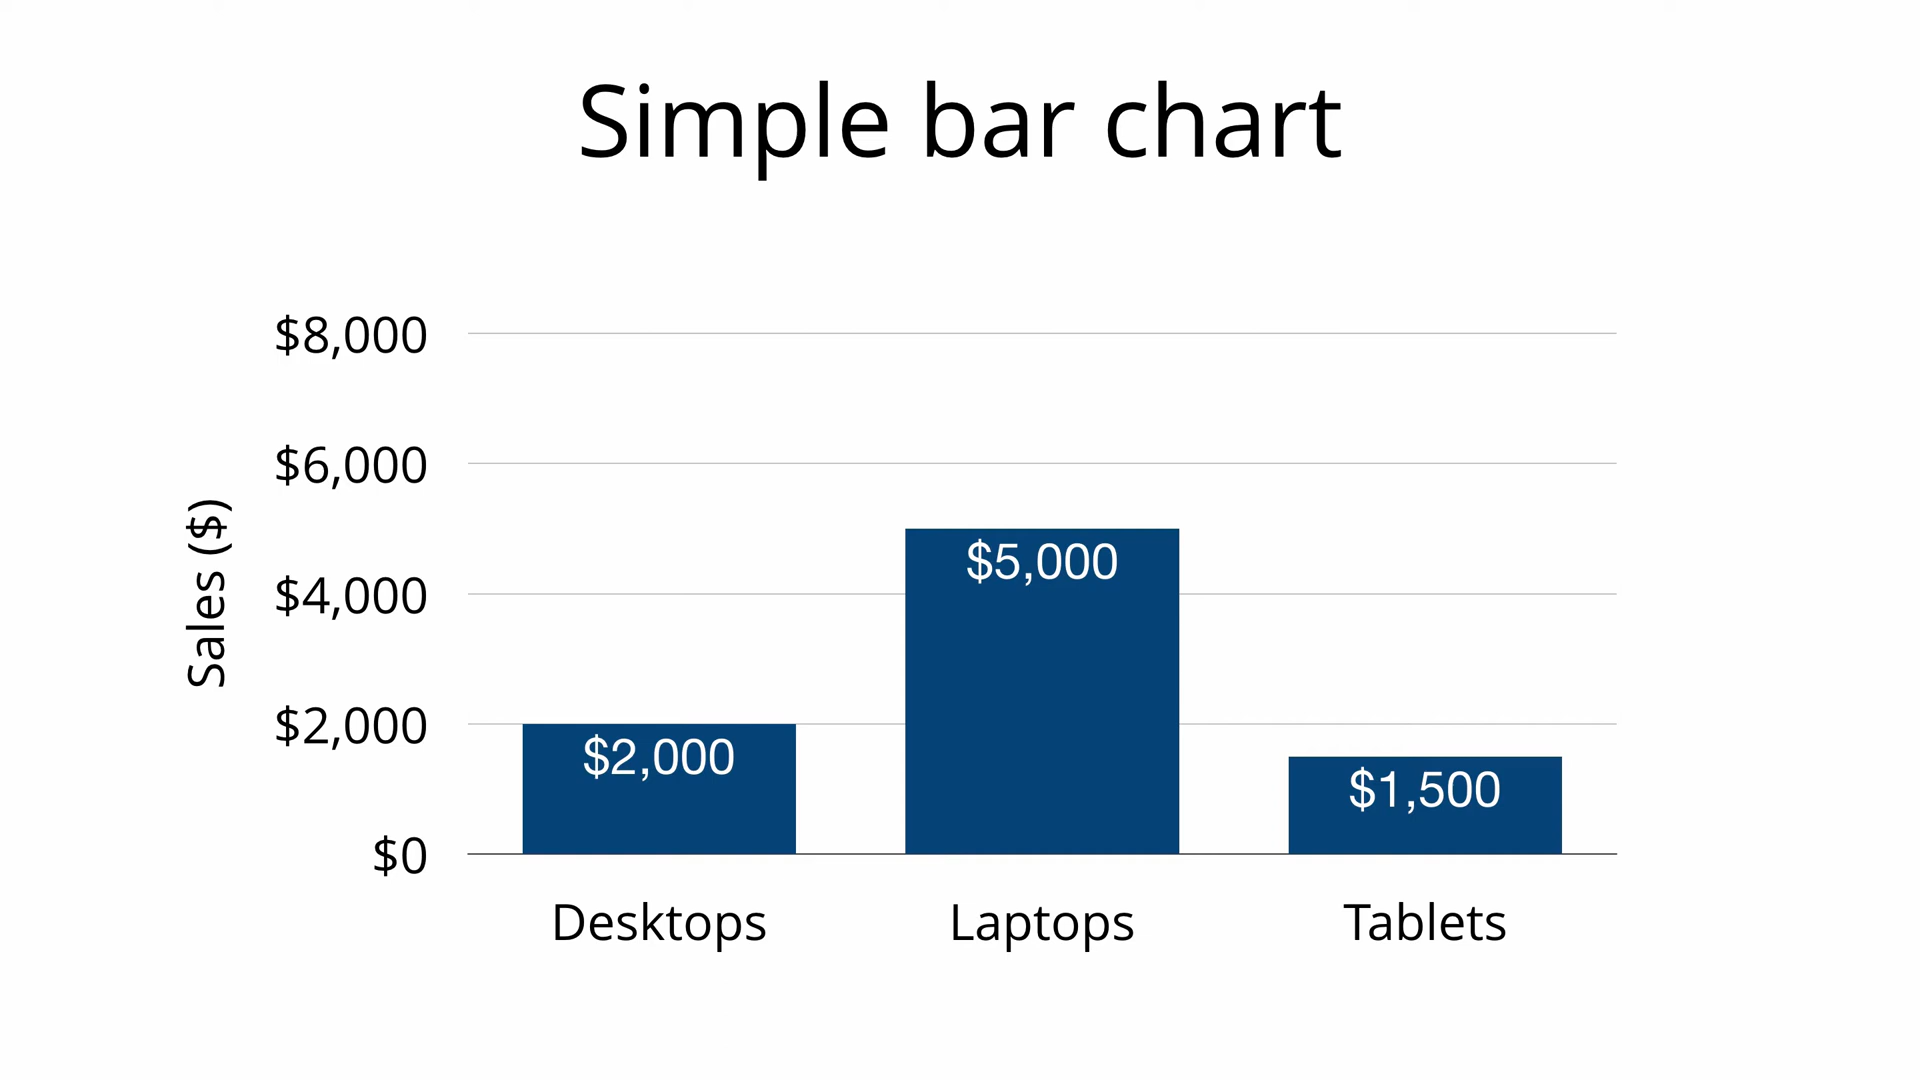 Simple bar chart
Sales ($)
$8,000
$6,000
$4,000
$2,000
$0
$2,000
$5,000
$1,500
Desktops
Laptops
Tablets